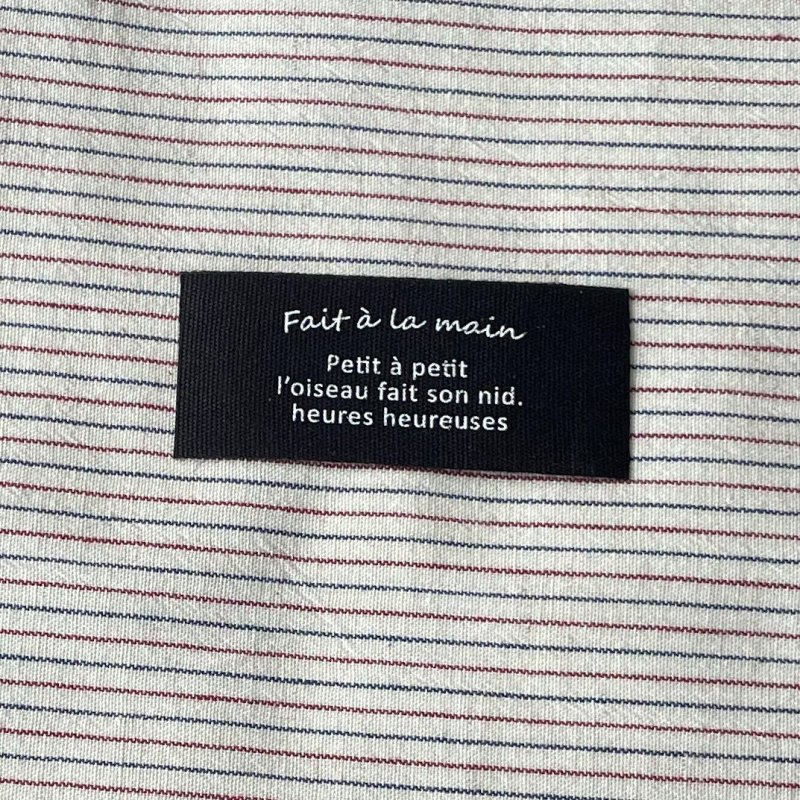 Fait à la main
Petit à petit
l'oiseau fait son nid.
heures heureuses